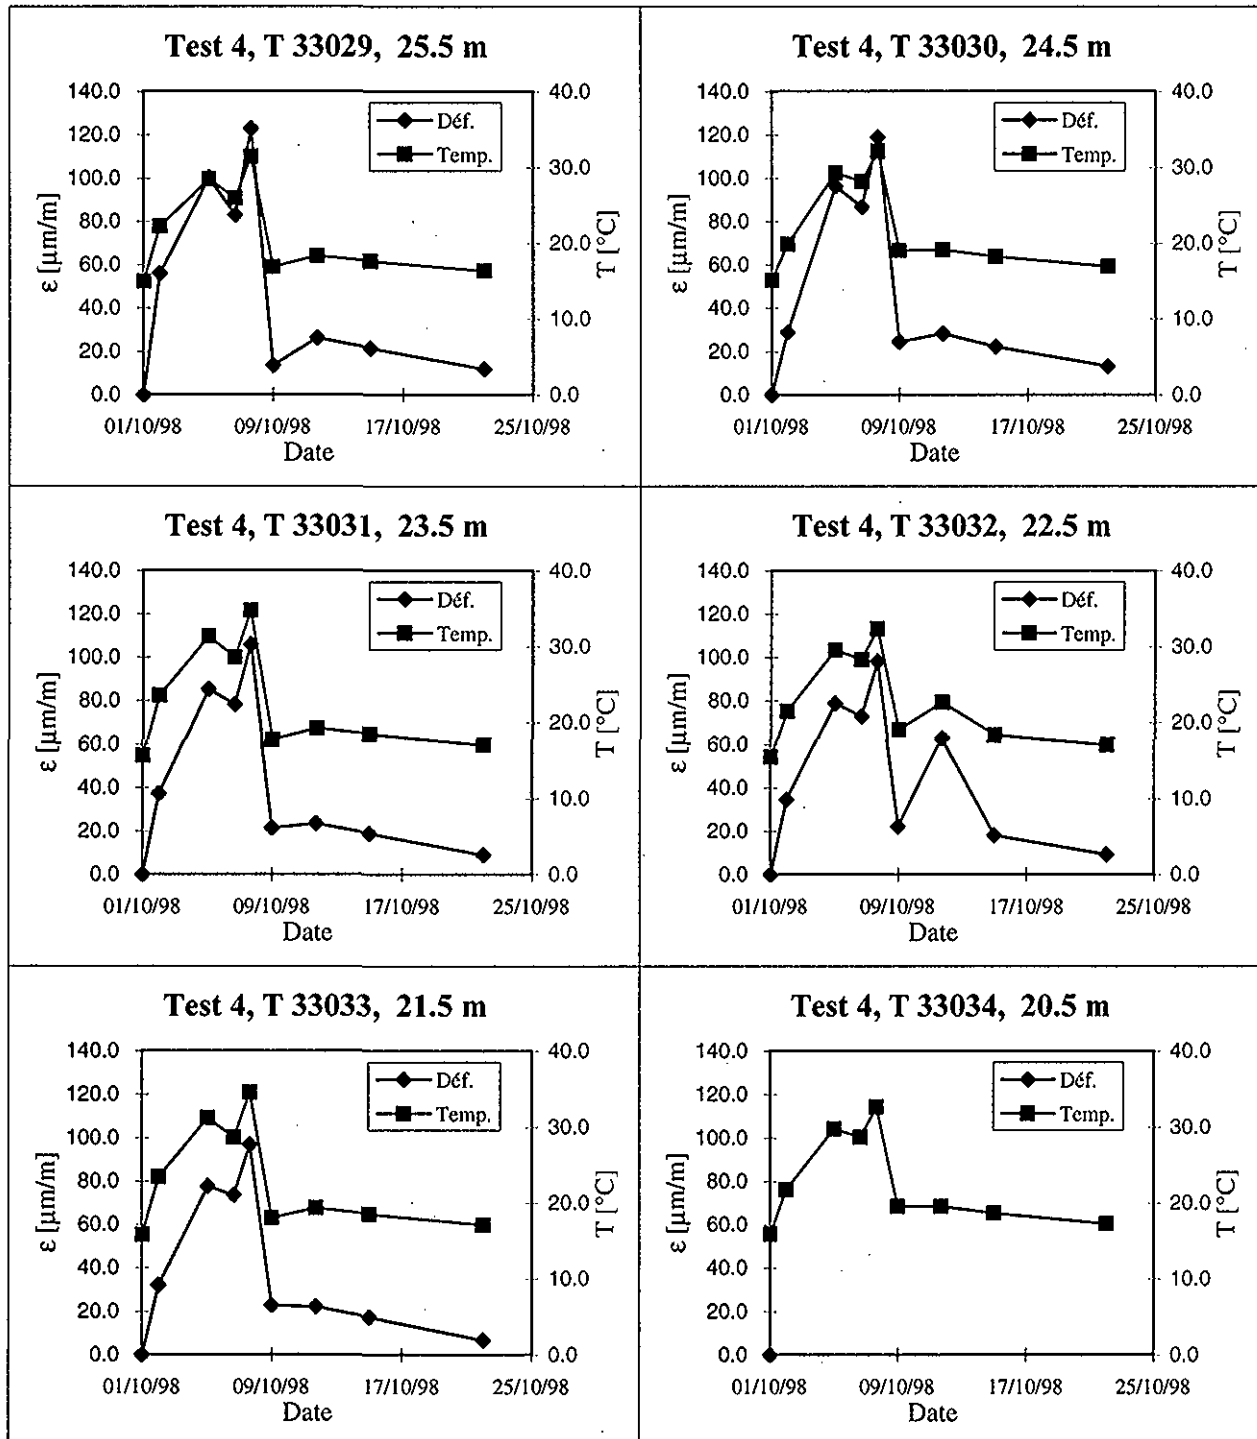 Test 4, T 33029, 25.5 m
140.0
120.0
100.0
80.0
60.0
40.0
20.0
0.0
ε [µm/m]
40.0
30.0
20.0
10.0
0.0
T [°C]
Déf.
Temp.
01/10/98 09/10/98 17/10/98 25/10/98
Date
Test 4, T 33030, 24.5 m
140.0
120.0
100.0
80.0
60.0
40.0
20.0
0.0
ε [µm/m]
40.0
30.0
20.0
10.0
0.0
T [°C]
Déf.
Temp.
01/10/98 09/10/98 17/10/98 25/10/98
Date
Test 4, T 33031, 23.5 m
140.0
120.0
100.0
80.0
60.0
40.0
20.0
0.0
ε [µm/m]
40.0
30.0
20.0
10.0
0.0
T [°C]
Déf.
Temp.
01/10/98 09/10/98 17/10/98 25/10/98
Date
Test 4, T 33032, 22.5 m
140.0
120.0
100.0
80.0
60.0
40.0
20.0
0.0
ε [µm/m]
40.0
30.0
20.0
10.0
0.0
T [°C]
Déf.
Temp.
01/10/98 09/10/98 17/10/98 25/10/98
Date
Test 4, T 33033, 21.5 m
140.0
120.0
100.0
80.0
60.0
40.0
20.0
0.0
ε [µm/m]
40.0
30.0
20.0
10.0
0.0
T [°C]
Déf.
Temp.
01/10/98 09/10/98 17/10/98 25/10/98
Date
Test 4, T 33034, 20.5 m
140.0
120.0
100.0
80.0
60.0
40.0
20.0
0.0
ε [µm/m]
40.0
30.0
20.0
10.0
0.0
T [°C]
Déf.
Temp.
01/10/98 09/10/98 17/10/98 25/10/98
Date